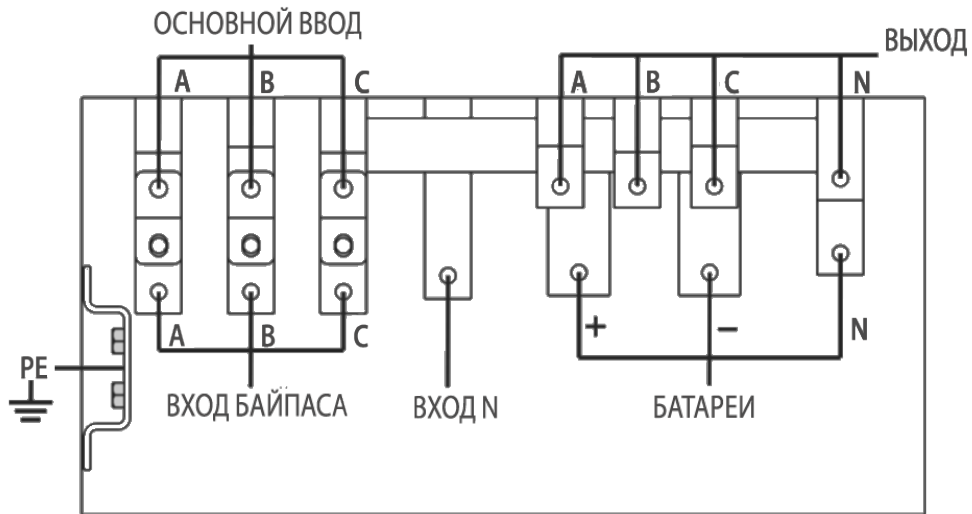 ОСНОВНОЙ ВВОД
ВЫХОД
A B C A B C N
A B C + − N
PE
ВХОД БАЙПАСА ВХОД N БАТАРЕИ